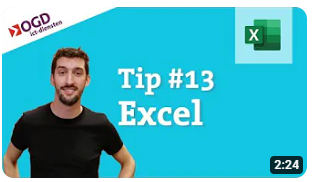 OGD
ict-diensten
X
Tip #13
Excel
2:24